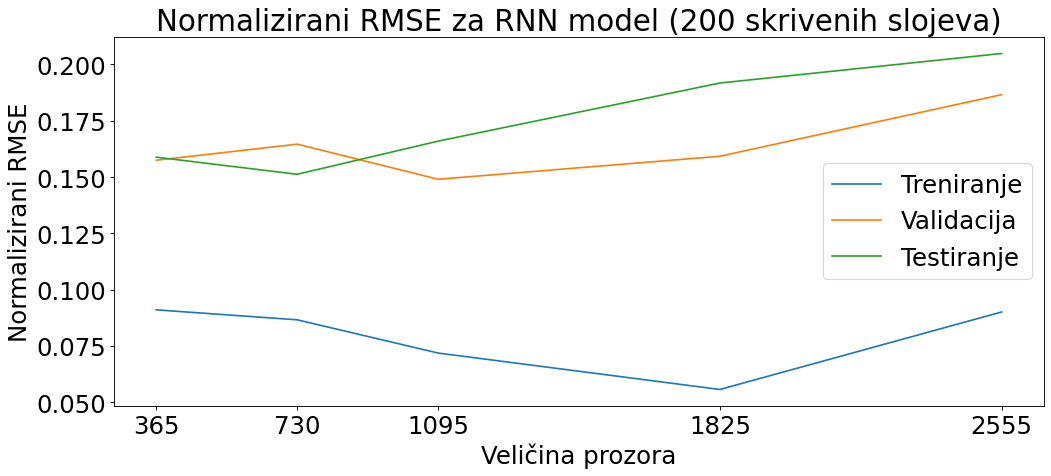 Normalizirani RMSE za RNN model (200 skrivenih slojeva)
Normalizirani RMSE
0.200
0.175
0.150
0.125
0.100
0.075
0.050
Treniranje
Validacija
Testiranje
365 730 1095 1825 2555
Veličina prozora